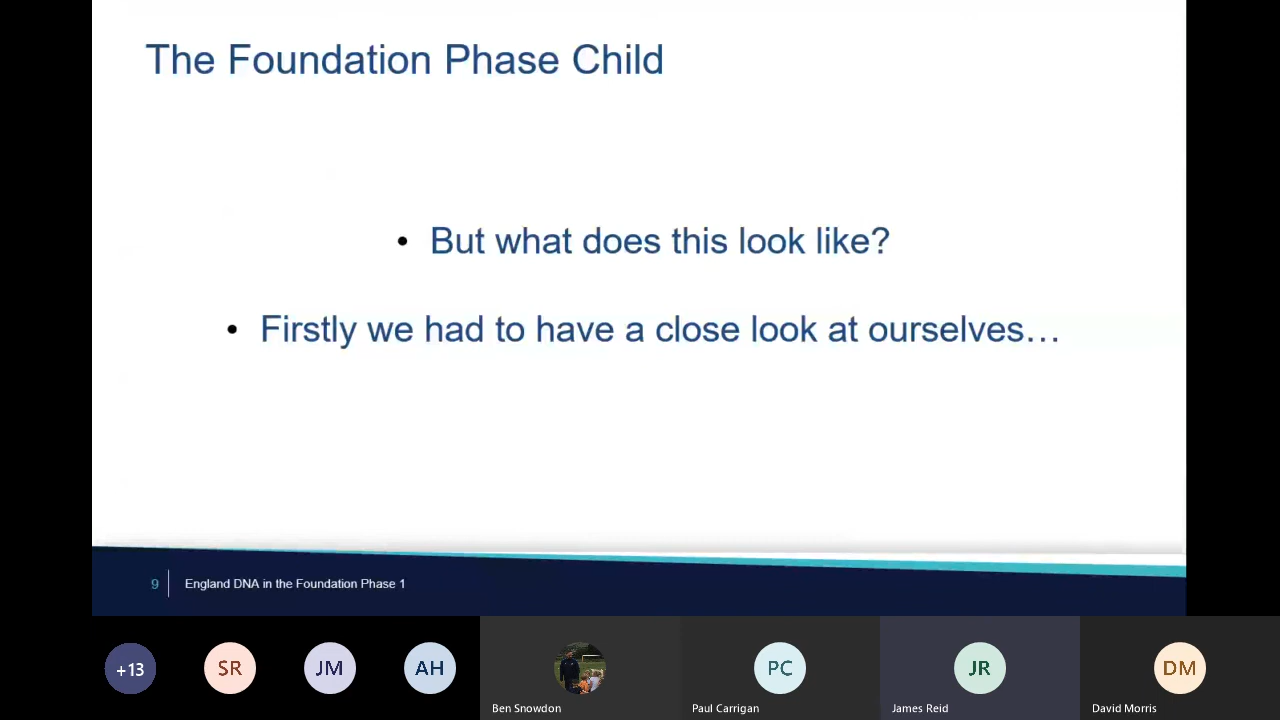 The Foundation Phase Child
• But what does this look like?
• Firstly we had to have a close look at ourselves…
9 England DNA in the Foundation Phase 1
+13 SR JM AH PC JR DM
Ben Snowdon Paul Carrigan James Reid David Morris